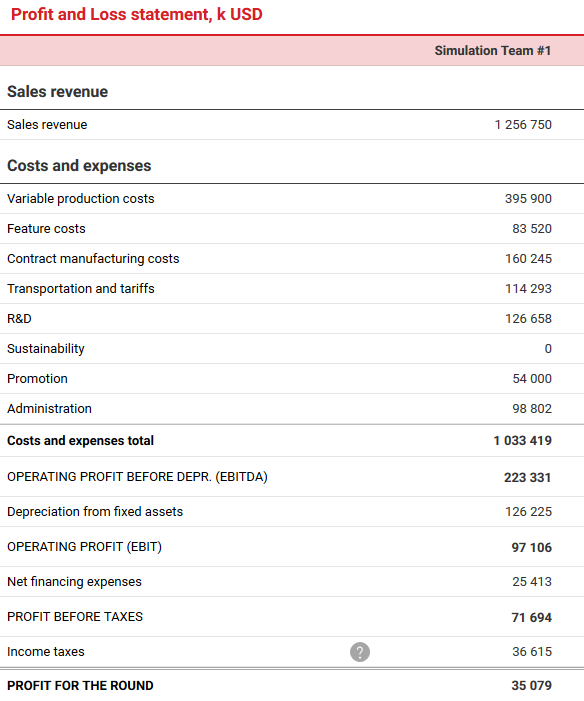 Profit and Loss statement, k USD
Simulation Team #1
Sales revenue
Sales revenue 1 256 750
Costs and expenses
Variable production costs 395 900
Feature costs 83 520
Contract manufacturing costs 160 245
Transportation and tariffs 114 293
R&D 126 658
Sustainability 0
Promotion 54 000
Administration 98 802
Costs and expenses total 1 033 419
OPERATING PROFIT BEFORE DEPR. (EBITDA) 223 331
Depreciation from fixed assets 126 225
OPERATING PROFIT (EBIT) 97 106
Net financing expenses 25 413
PROFIT BEFORE TAXES 71 694
Income taxes ? 36 615
PROFIT FOR THE ROUND 35 079